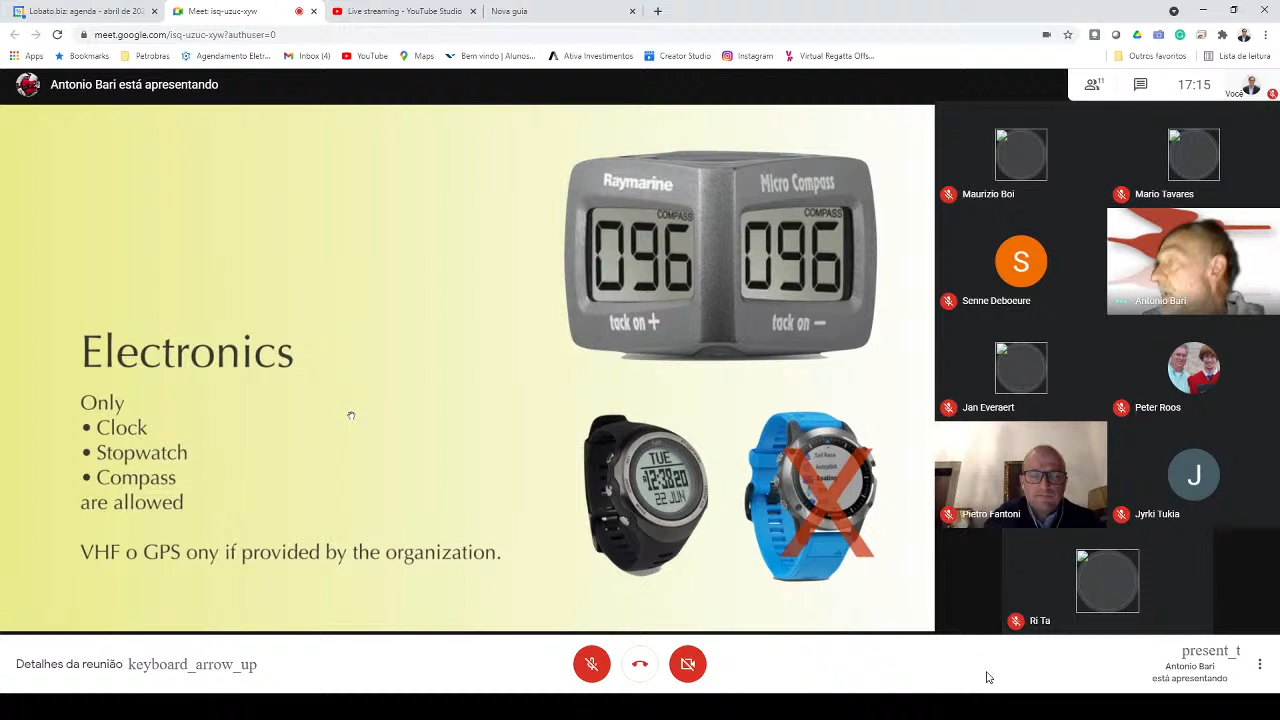 Lobato.biz: agenda - abril de 202
Meet: isq-uzuc-xyw
Live streaming - YouTube Studio
Nova guia
meet.google.com/isq-uzuc-xyw?authuser=0
Apps
Bookmarks
Petrobras
Agendamento Eletr...
Inbox (4)
YouTube
Maps
Bem vindo | Alunos...
Ativa Investimentos
Creator Studio
Instagram
Virtual Regatta Offs...
Outros favoritos
Lista de leitura
Antonio Bari está apresentando
11
17:15
Você
Raymarine
Micro Compass
COMPASS
COMPASS
096
096
tack on +
tack on –
Electronics
Only
• Clock
• Stopwatch
• Compass
are allowed
VHF o GPS ony if provided by the organization.
TUE
12:38 20
22 JUN
Sail Race
Autopilot
Boating
X
Maurizio Boi
Mario Tavares
S
Senne Deboeure
Antonio Bari
Jan Everaert
Peter Roos
Pietro Fantoni
J
Jyrki Tukia
Ri Ta
Detalhes da reunião keyboard_arrow_up
present_t
Antonio Bari
está apresentando